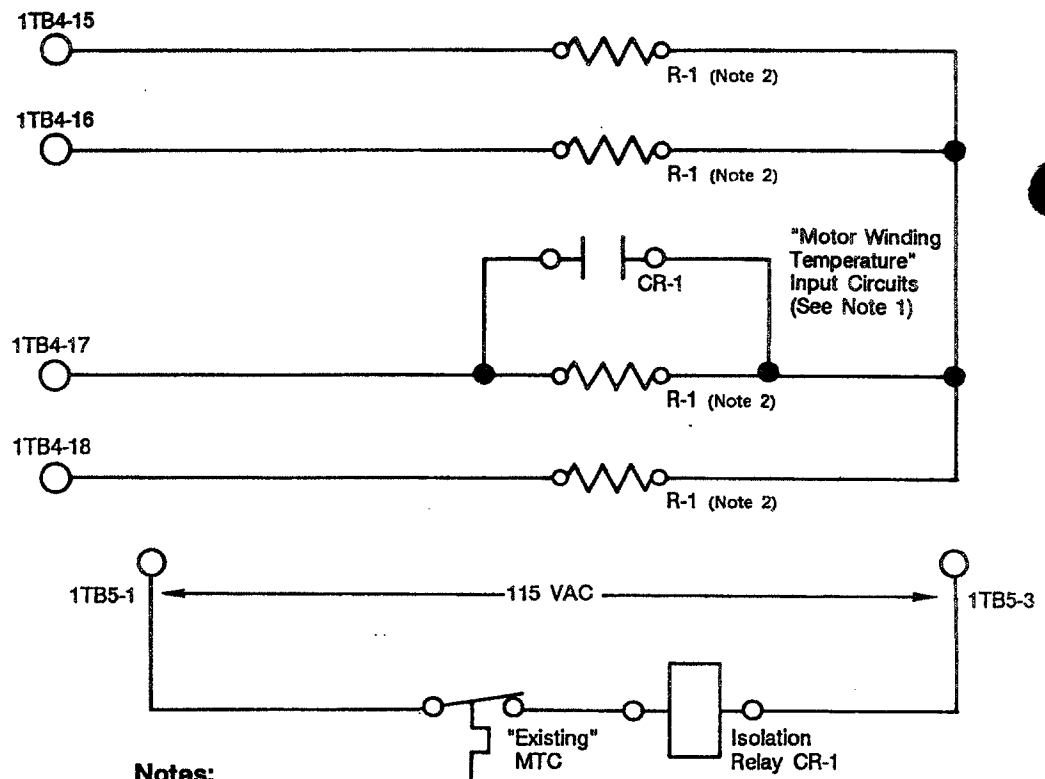 1TB4-15
R-1 (Note 2)
1TB4-16
R-1 (Note 2)
"Motor Winding
Temperature"
Input Circuits
(See Note 1)
CR-1
1TB4-17
R-1 (Note 2)
1TB4-18
R-1 (Note 2)
1TB5-1
115 VAC
1TB5-3
"Existing"
MTC
Isolation
Relay CR-1
Notes: